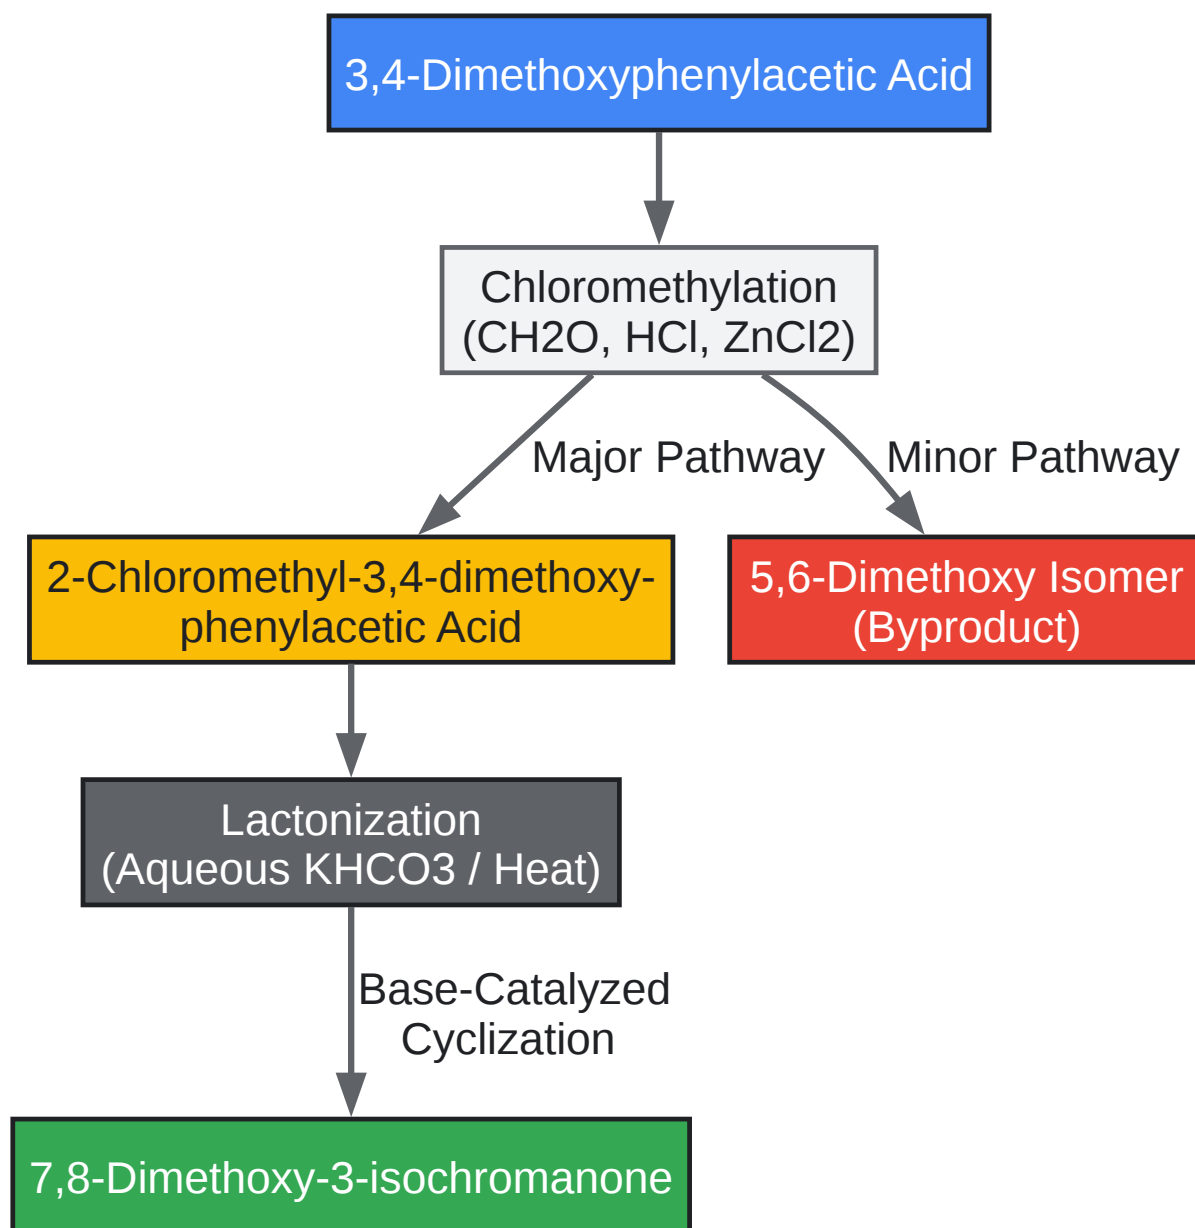 3,4-Dimethoxyphenylacetic Acid
Chloromethylation
(CH2O, HCl, ZnCl2)
Major Pathway
Minor Pathway
2-Chloromethyl-3,4-dimethoxy-
phenylacetic Acid
5,6-Dimethoxy Isomer
(Byproduct)
Lactonization
(Aqueous KHCO3 / Heat)
Base-Catalyzed
Cyclization
7,8-Dimethoxy-3-isochromanone